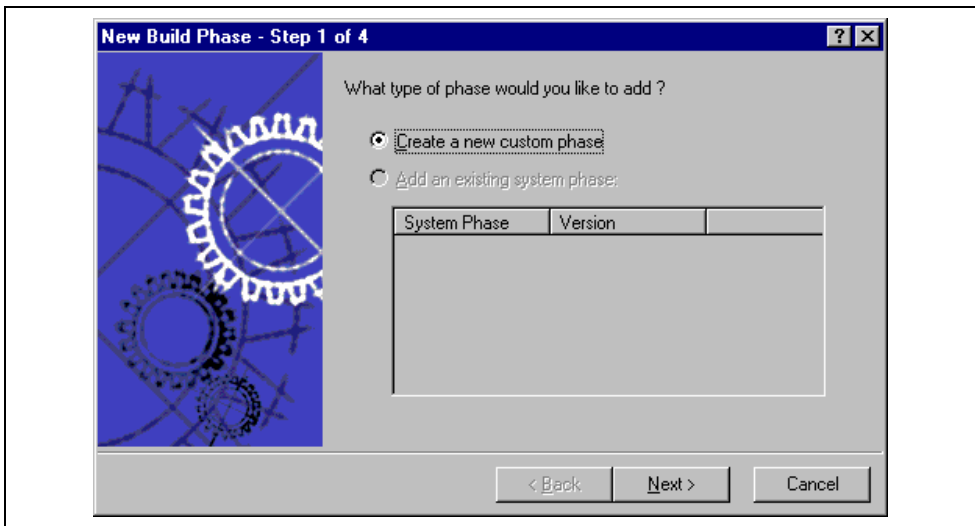 New Build Phase - Step 1 of 4
What type of phase would you like to add ?
Create a new custom phase
Add an existing system phase:
System Phase Version
< Back Next > Cancel